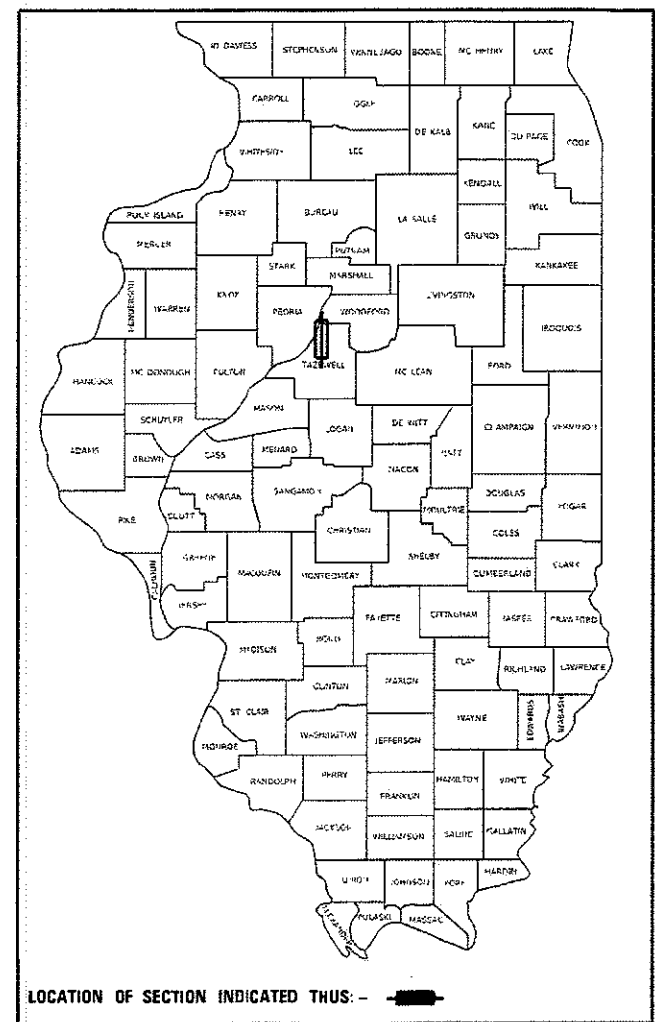 STEPHENSON WINNEBAGO BOONE MC HENRY LAKE
CARROLL OGLE DE KALB KANE DU PAGE COOK
WHITESIDE LEE
KENDALL WILL
ROCK ISLAND HENRY BUREAU LA SALLE GRUNDY
MERCER PUTNAM KANKAKEE
STARK MARSHALL
HENDERSON WARREN KNOX PEORIA WOODFORD LIVINGSTON IROQUOIS
HANCOCK MC DONOUGH FULTON TAZEWELL MC LEAN FORD
MASON
SCHUYLER LOGAN DE WITT CHAMPAIGN VERMILION
ADAMS BROWN CASS MENARD PIATT
MACON
PIKE MORGAN SANGAMON DOUGLAS EDGAR
SCOTT CHRISTIAN MOULTRIE COLES
SHELBY
CALHOUN GREENE MACOUPIN MONTGOMERY CUMBERLAND CLARK
JERSEY FAYETTE EFFINGHAM JASPER CRAWFORD
MADISON BOND
CLAY RICHLAND LAWRENCE
CLINTON MARION
ST CLAIR WAYNE EDWARDS WABASH
MONROE WASHINGTON JEFFERSON
RANDOLPH PERRY HAMILTON WHITE
FRANKLIN
JACKSON WILLIAMSON SALINE GALLATIN
HARDIN
UNION JOHNSON POPE
ALEXANDER PULASKI MASSAC
LOCATION OF SECTION INDICATED THUS: -